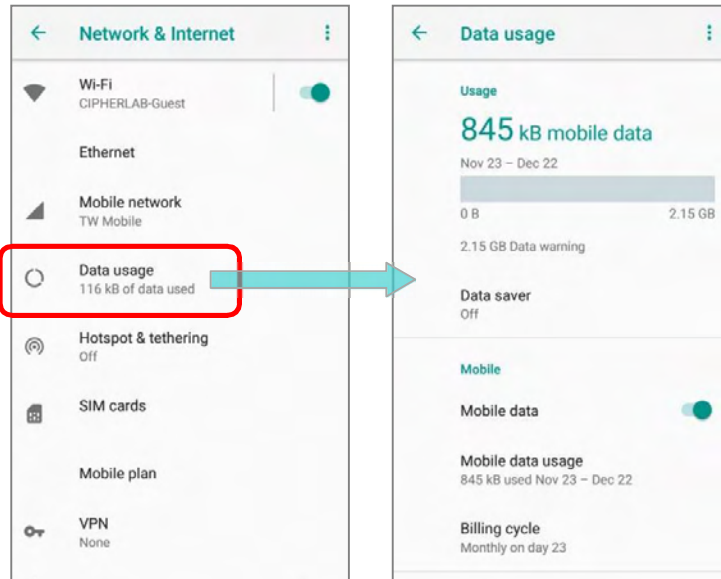 Network & Internet
Wi-Fi
CIPHERLAB-Guest
Ethernet
Mobile network
TW Mobile
Data usage
116 kB of data used
Hotspot & tethering
Off
SIM cards
Mobile plan
VPN
None
Data usage
Usage
845 kB mobile data
Nov 23 – Dec 22
0 B 2.15 GB
2.15 GB Data warning
Data saver
Off
Mobile
Mobile data
Mobile data usage
845 kB used Nov 23 – Dec 22
Billing cycle
Monthly on day 23